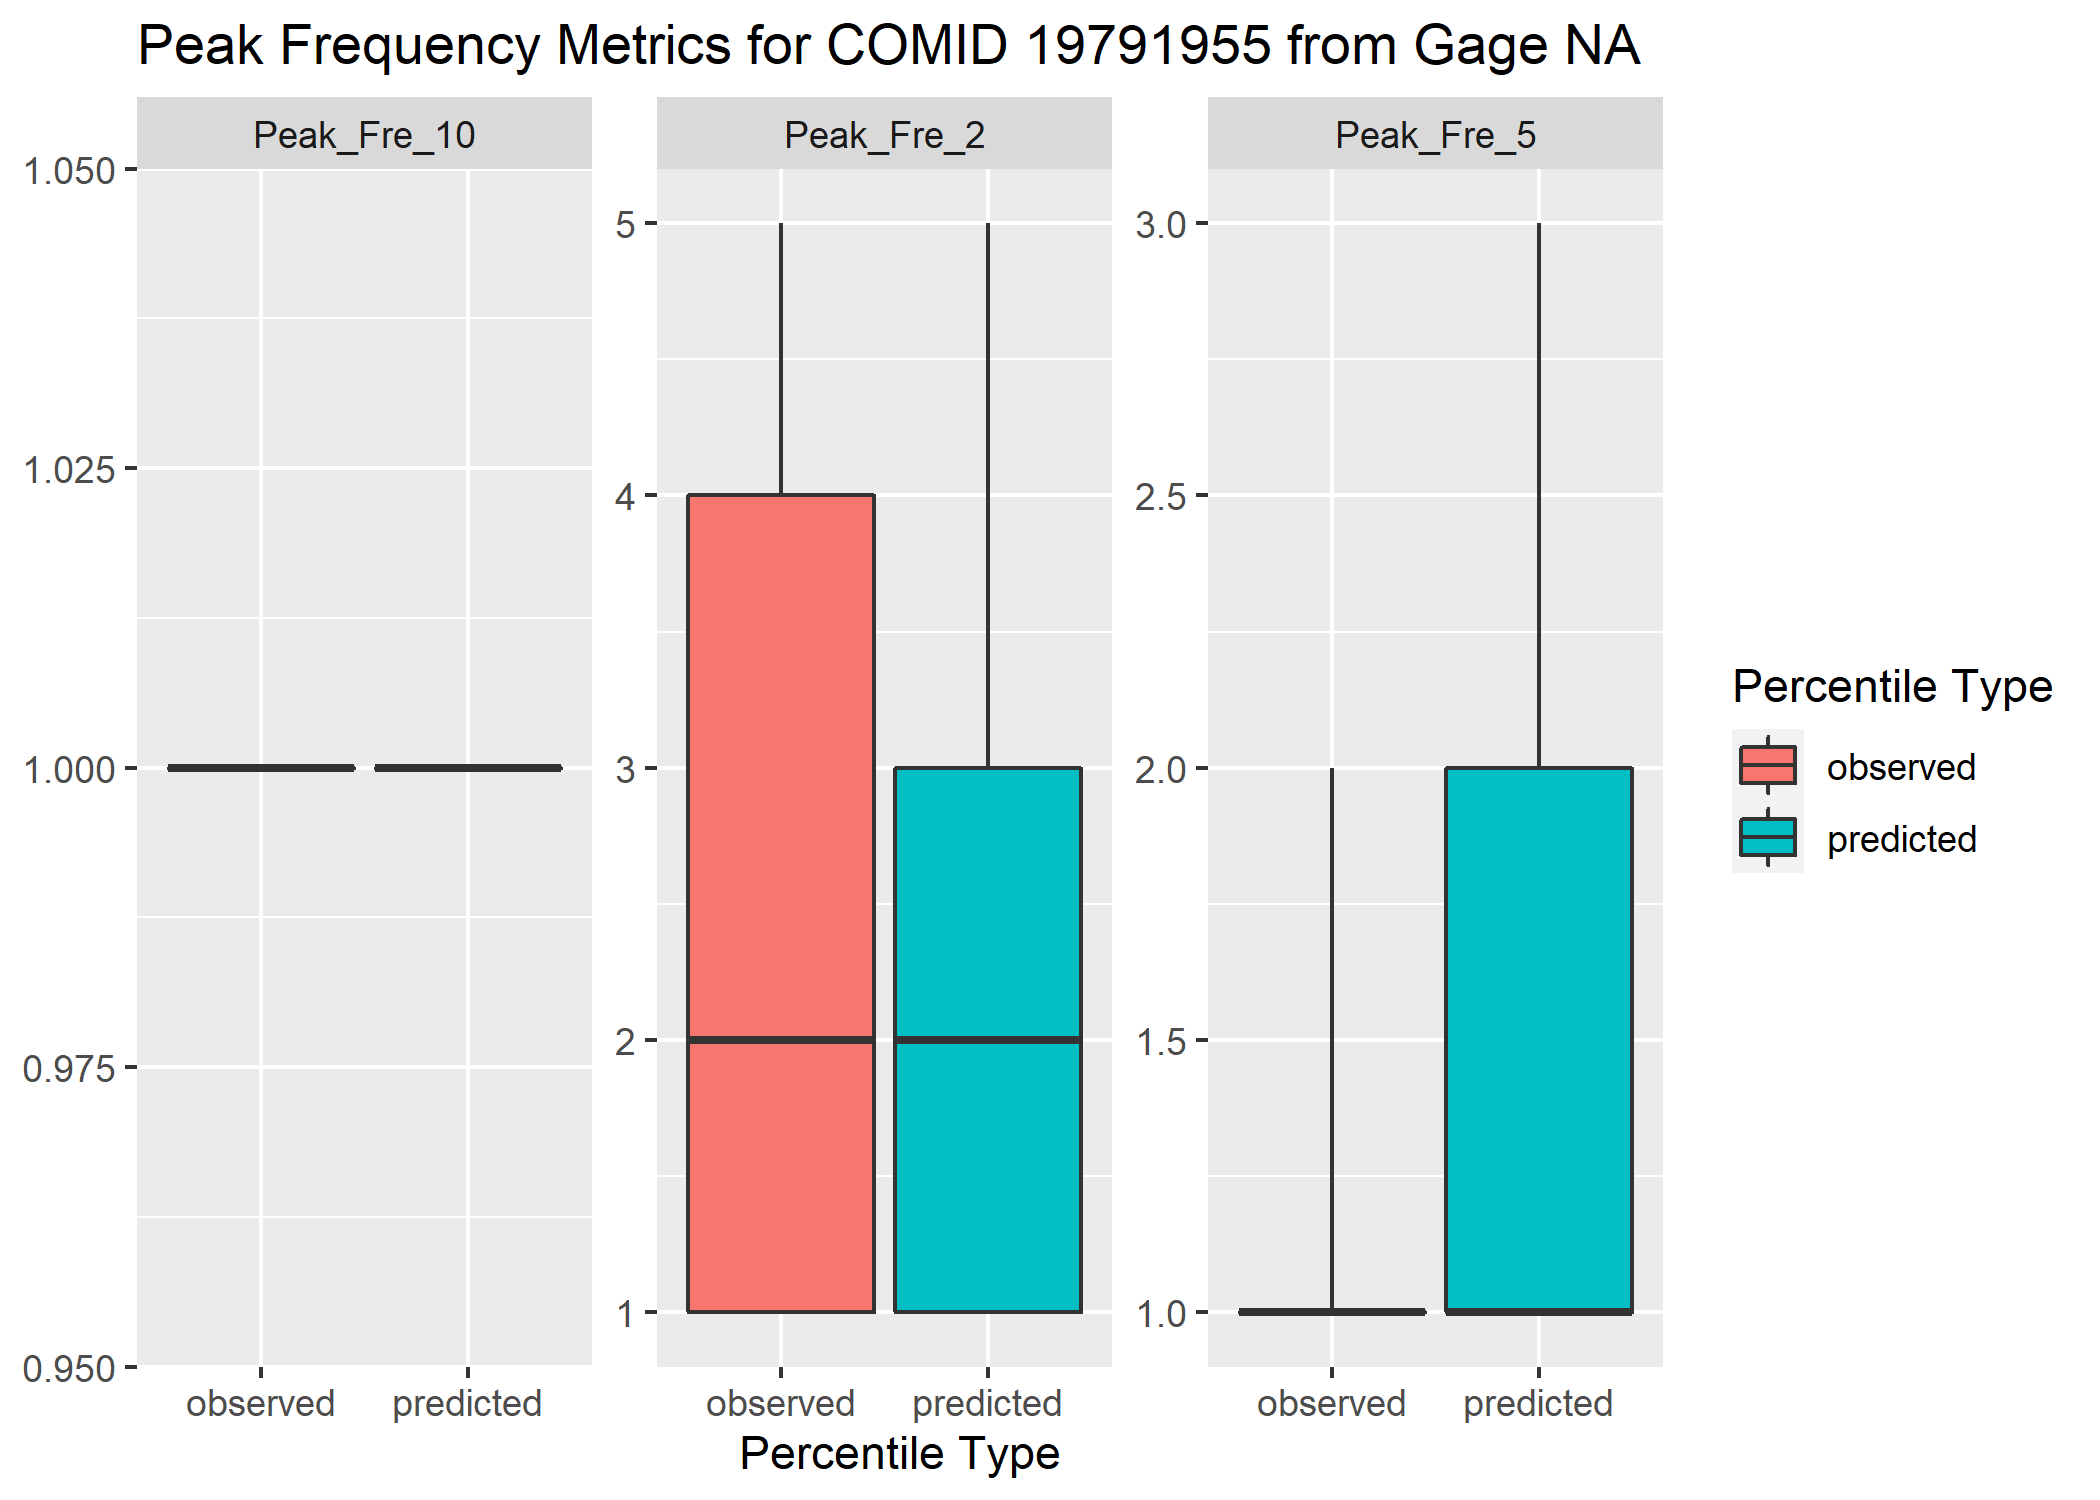 Peak Frequency Metrics for COMID 19791955 from Gage NA
Peak_Fre_10
Peak_Fre_2
Peak_Fre_5
1.050
1.025
1.000
0.975
0.950
5
4
3
2
1
3.0
2.5
2.0
1.5
1.0
observed predicted
observed predicted
observed predicted
Percentile Type
Percentile Type
observed
predicted